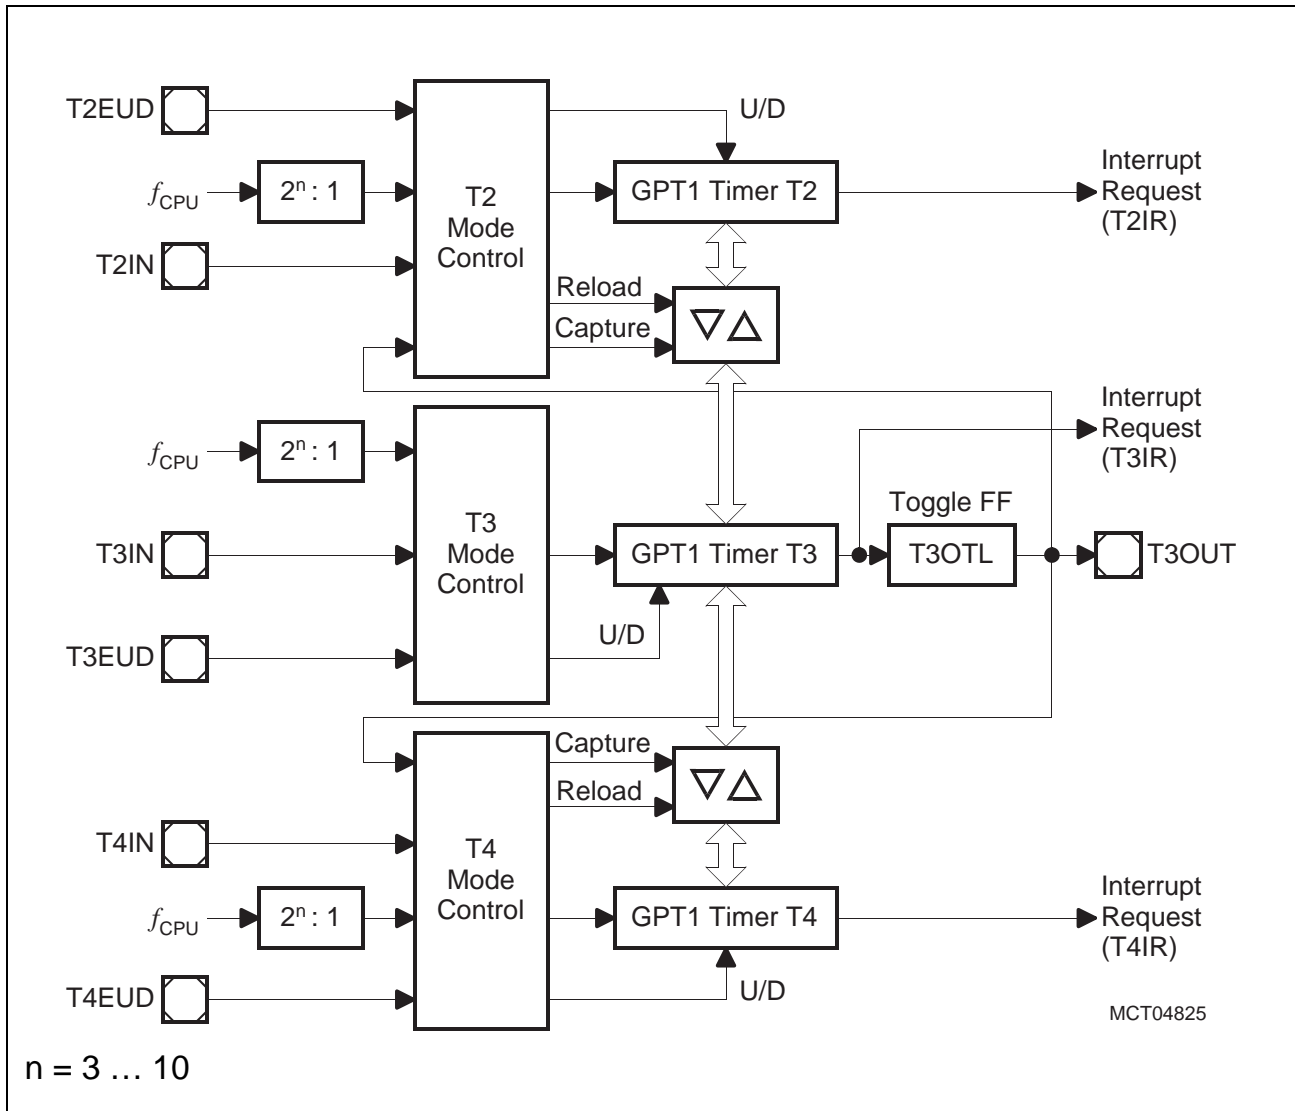 T2EUD
U/D
fCPU
2ⁿ : 1
T2
Mode
Control
GPT1 Timer T2
Interrupt
Request
(T2IR)
T2IN
Reload
Capture
fCPU
2ⁿ : 1
Interrupt
Request
(T3IR)
T3IN
T3
Mode
Control
GPT1 Timer T3
Toggle FF
T3OTL
T3OUT
T3EUD
U/D
Capture
Reload
T4IN
T4
Mode
Control
fCPU
2ⁿ : 1
GPT1 Timer T4
Interrupt
Request
(T4IR)
T4EUD
U/D
MCT04825
n = 3 … 10